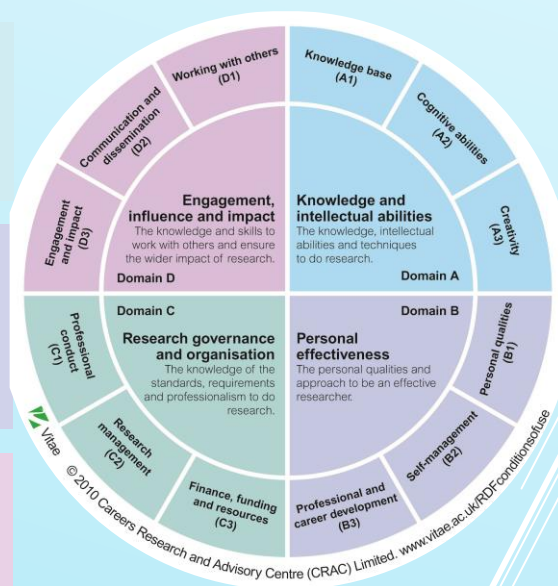 Knowledge base
(A1)
Cognitive abilities
(A2)
Creativity
(A3)
Knowledge and
intellectual abilities
The knowledge, intellectual
abilities and techniques
to do research.
Domain A
Domain B
Personal
effectiveness
The personal qualities and
approach to be an effective
researcher.
Personal qualities
(B1)
Self-management
(B2)
Professional and
career development
(B3)
Domain C
Research governance
and organisation
The knowledge of the
standards, requirements
and professionalism to do
research.
Finance, funding
and resources
(C3)
Research
management
(C2)
Professional
conduct
(C1)
Engagement,
influence and impact
The knowledge and skills to
work with others and ensure
the wider impact of research.
Domain D
Engagement
and impact
(D3)
Communication and
dissemination
(D2)
Working with others
(D1)
Vitae
© 2010 Careers Research and Advisory Centre (CRAC) Limited. www.vitae.ac.uk/RDFconditionsofuse